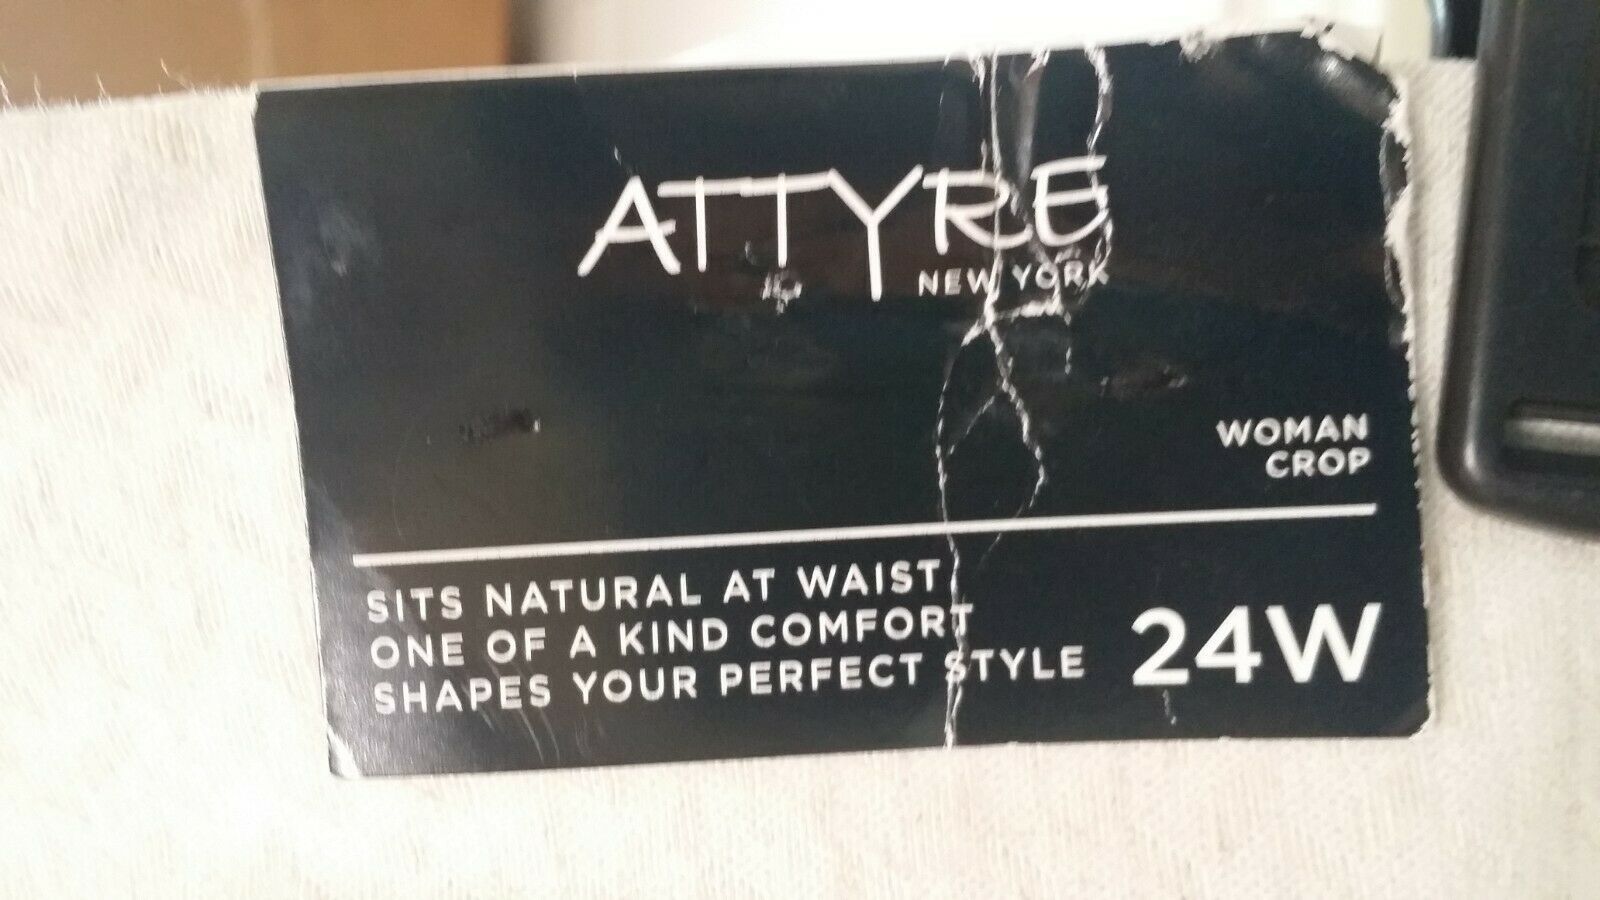 ATTYRE
NEW YORK
WOMAN
CROP
SITS NATURAL AT WAIST
ONE OF A KIND COMFORT
SHAPES YOUR PERFECT STYLE
24W